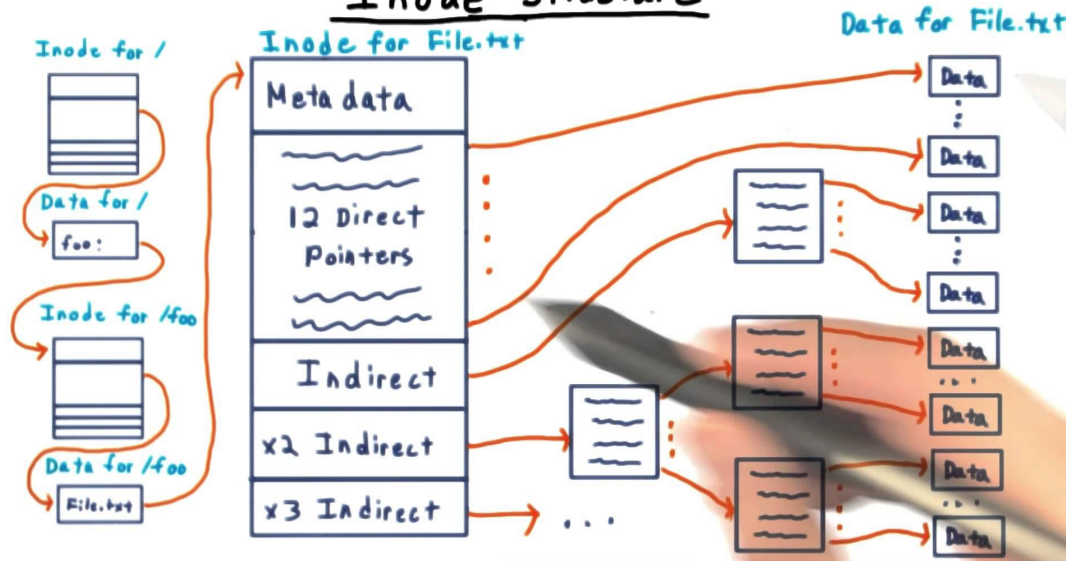 Inode Structure
Inode for /
Data for /
foo:
Inode for /foo
Data for /foo
File.txt
Inode for File.txt
Metadata
12 Direct
Pointers
Indirect
x2 Indirect
x3 Indirect
...
Data for File.txt
Data
Data
Data
Data
Data
...
Data
Data
...
Data